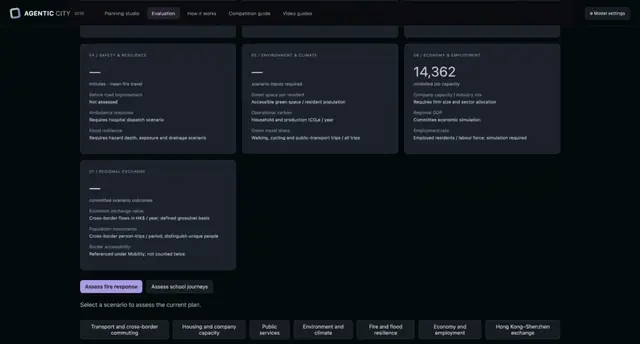 AGENTIC CITY
Planning studio
Evaluation
How it works
Competition guide
Video guides
Model settings
04 / SAFETY & RESILIENCE
—
minutes · mean fire travel
Before road improvement
Not assessed
Ambulance response
Requires hospital dispatch scenario
Flood resilience
Requires hazard depth, exposure and drainage scenario
05 / ENVIRONMENT & CLIMATE
—
scenario inputs required
Green space per resident
Accessible green space / resident population
Operational carbon
Household and production tCO₂e / year
Green modal share
Walking, cycling and public-transport trips / all trips
06 / ECONOMY & EMPLOYMENT
14,362
modelled job capacity
Company capacity / industry mix
Requires firm size and sector allocation
Regional GDP
Committee economic simulation
Employment rate
Employed residents / labour force; simulation required
07 / REGIONAL EXCHANGE
—
committee scenario outcomes
Economic exchange value
Cross-border flows in HK$ / year; defined gross/net basis
Population movements
Cross-border person-trips / period; distinguish unique people
Border accessibility
Referenced under Mobility; not counted twice
Assess fire response
Assess school journeys
Select a scenario to assess the current plan.
Transport and cross-border
commuting
Housing and company
capacity
Public
services
Environment and
climate
Fire and flood
resilience
Economy and
employment
Hong Kong–Shenzhen
exchange